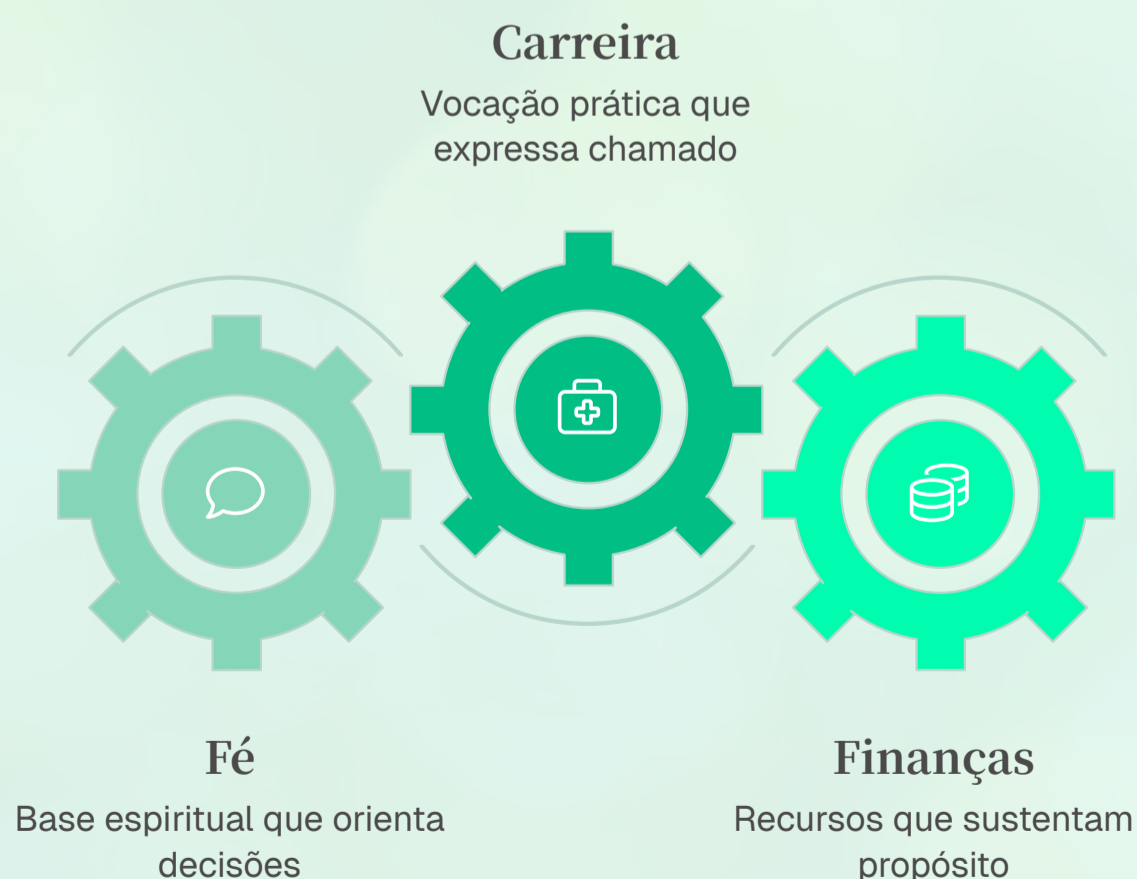 Carreira
Vocação prática que
expressa chamado
Fé
Base espiritual que orienta
decisões
Finanças
Recursos que sustentam
propósito